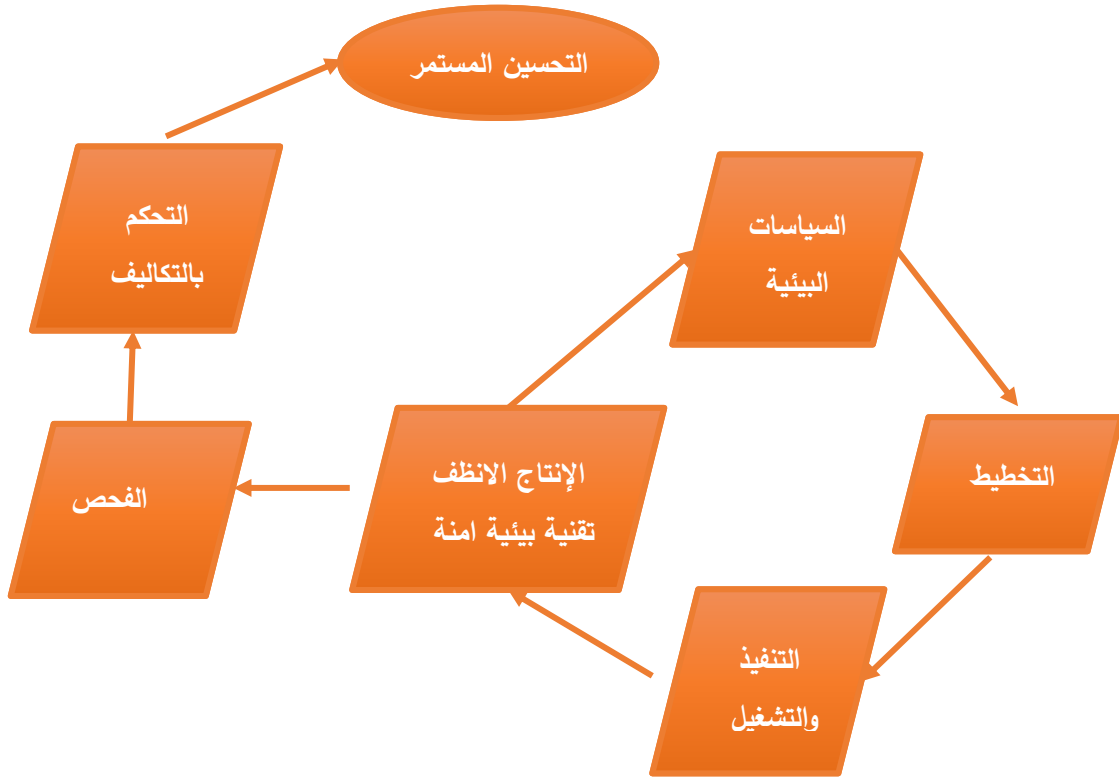 التحسين المستمر
التحكم
بالتكاليف
السياسات
البيئية
الإنتاج الانظف
تقنية بيئية امنة
التخطيط
الفحص
التنفيذ
والتشغيل